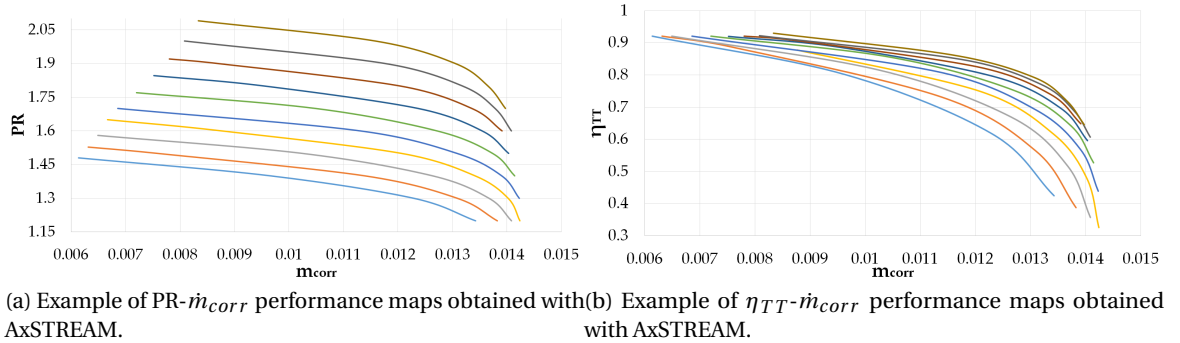 2.05
1.9
1.75
1.6
1.45
1.3
1.15
PR
0.006 0.007 0.008 0.009 0.01 0.011 0.012 0.013 0.014 0.015
mcorr
1
0.9
0.8
0.7
0.6
0.5
0.4
0.3
ηTT
0.006 0.007 0.008 0.009 0.01 0.011 0.012 0.013 0.014 0.015
mcorr
(a) Example of PR-ṁcorr performance maps obtained with
AxSTREAM.
(b) Example of ηTT-ṁcorr performance maps obtained
with AxSTREAM.